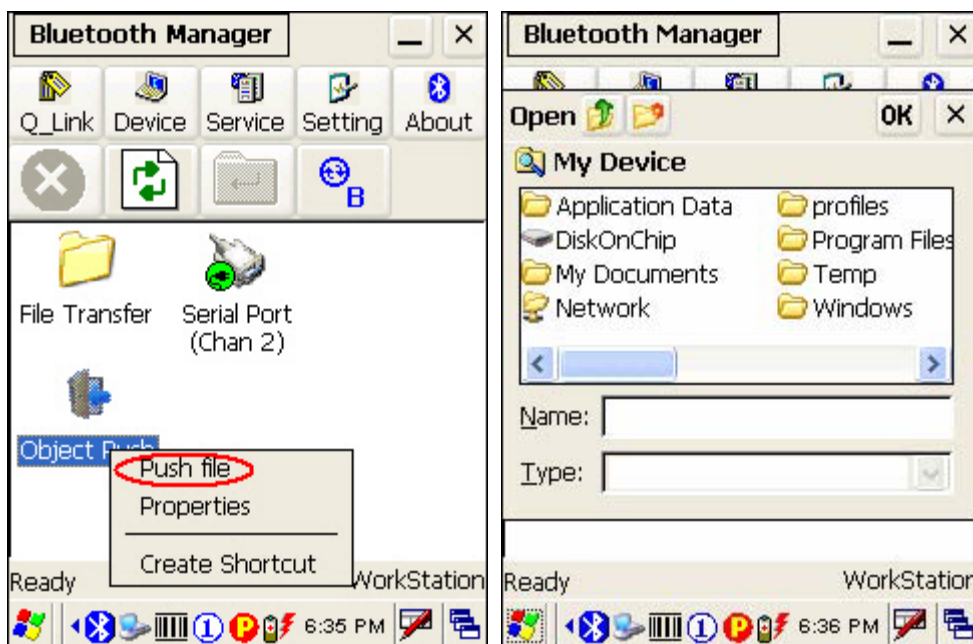 Bluetooth Manager
Q_Link Device Service Setting About
B
File Transfer
Serial Port
(Chan 2)
Object Push
Push file
Properties
Create Shortcut
Ready
WorkStation
1 P 6:35 PM
Bluetooth Manager
Open OK
My Device
Application Data
profiles
DiskOnChip
Program Files
My Documents
Temp
Network
Windows
Name:
Type:
Ready
WorkStation
1 P 6:36 PM